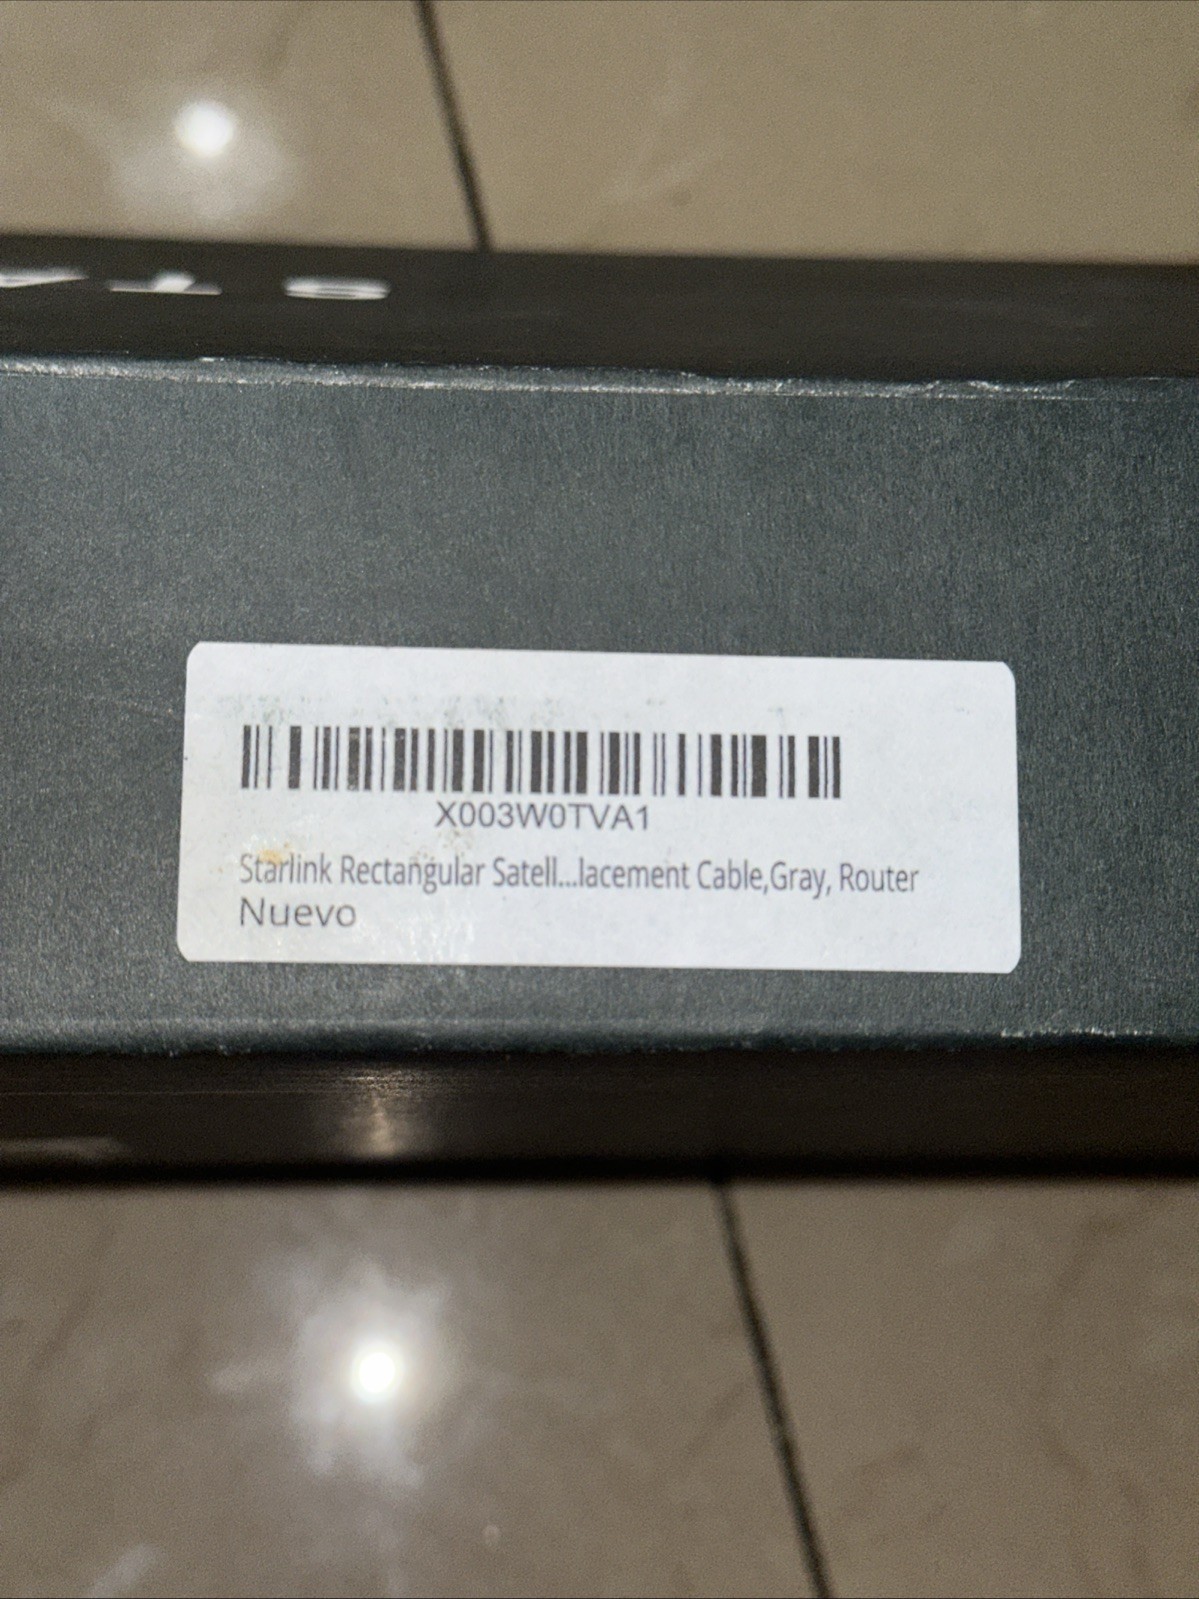 X003W0TVA1
Starlink Rectangular Satell...lacement Cable,Gray, Router
Nuevo